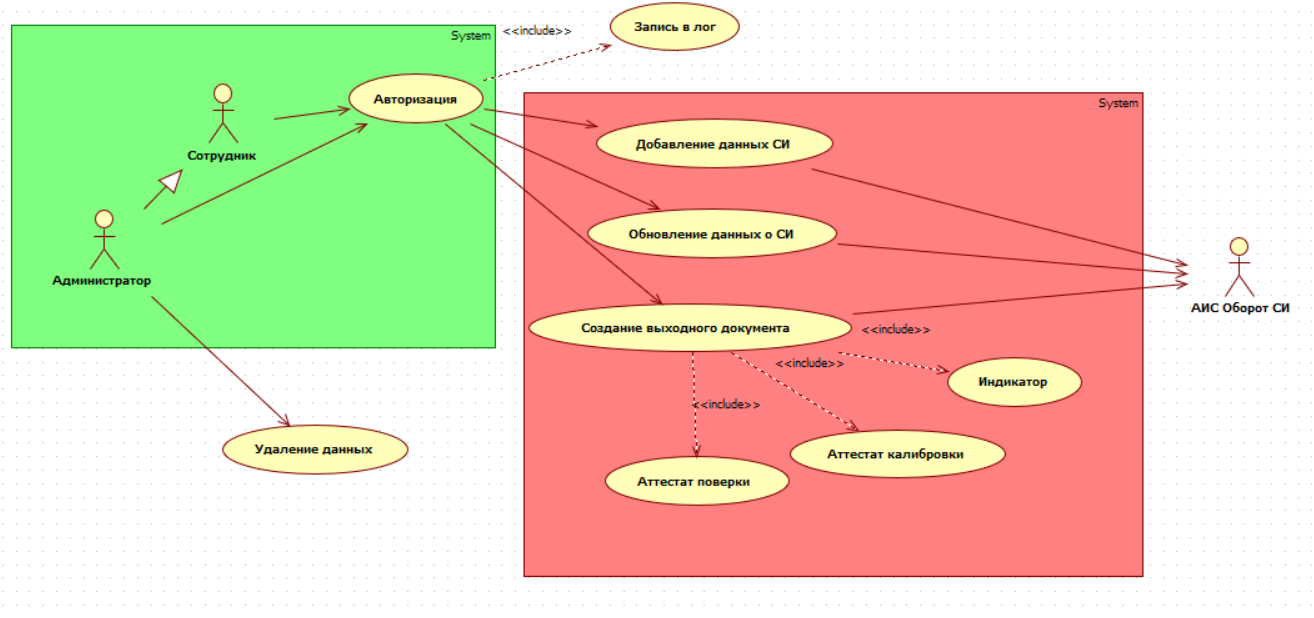 <<include>>
Запись в лог
System
Авторизация
System
Сотрудник
Добавление данных СИ
Обновление данных о СИ
Администратор
АИС Оборот СИ
Создание выходного документа
<<include>>
<<include>>
Индикатор
<<include>>
Удаление данных
Аттестат калибровки
Аттестат поверки